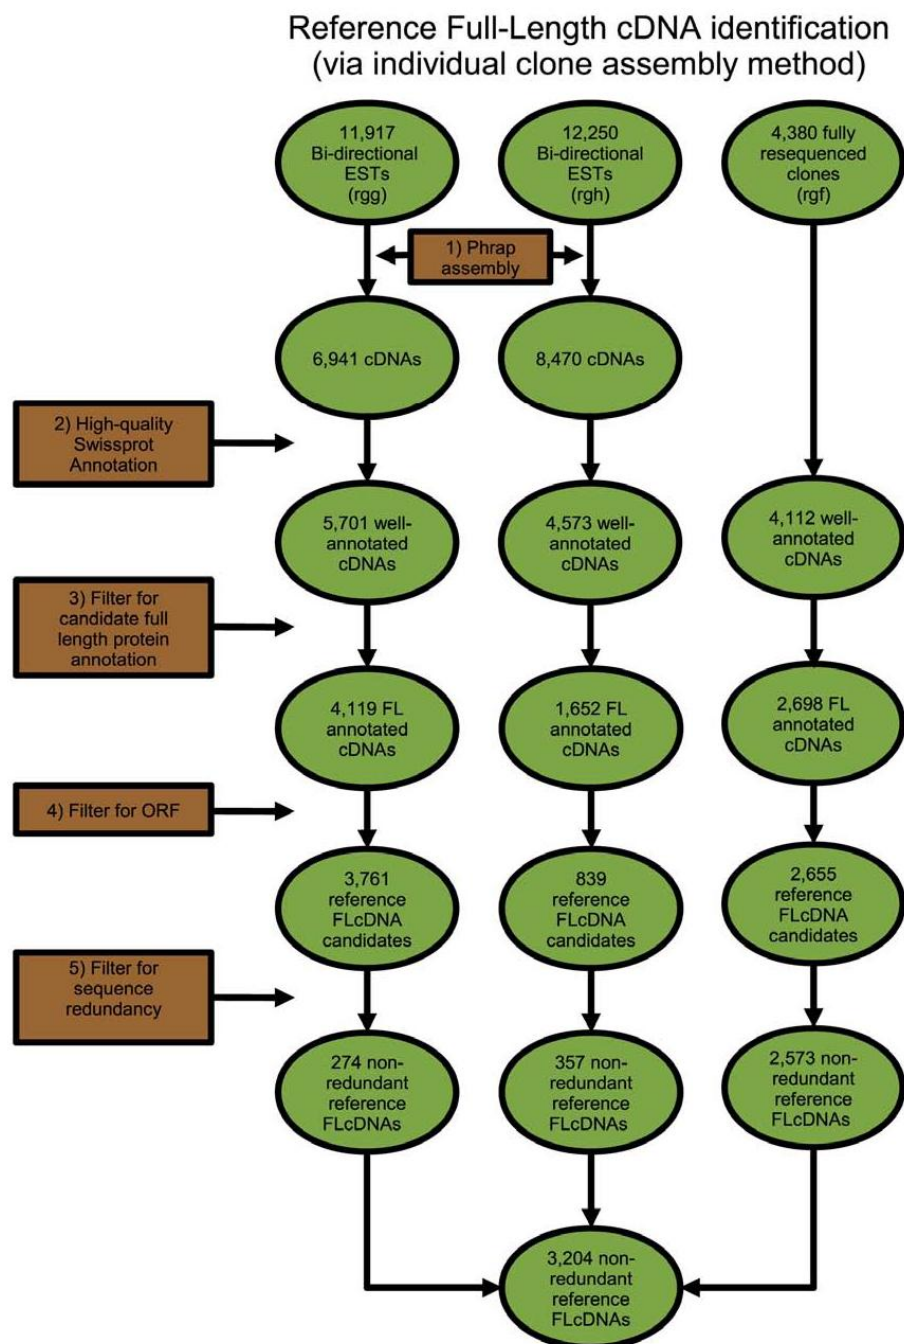 Reference Full-Length cDNA identification
(via individual clone assembly method)
11,917
Bi-directional
ESTs
(rgg)
12,250
Bi-directional
ESTs
(rgh)
4,380 fully
resequenced
clones
(rgf)
1) Phrap
assembly
6,941 cDNAs
8,470 cDNAs
2) High-quality
Swissprot
Annotation
5,701 well-
annotated
cDNAs
4,573 well-
annotated
cDNAs
4,112 well-
annotated
cDNAs
3) Filter for
candidate full
length protein
annotation
4,119 FL
annotated
cDNAs
1,652 FL
annotated
cDNAs
2,698 FL
annotated
cDNAs
4) Filter for ORF
3,761
reference
FLcDNA
candidates
839
reference
FLcDNA
candidates
2,655
reference
FLcDNA
candidates
5) Filter for
sequence
redundancy
274 non-
redundant
reference
FLcDNAs
357 non-
redundant
reference
FLcDNAs
2,573 non-
redundant
reference
FLcDNAs
3,204 non-
redundant
reference
FLcDNAs